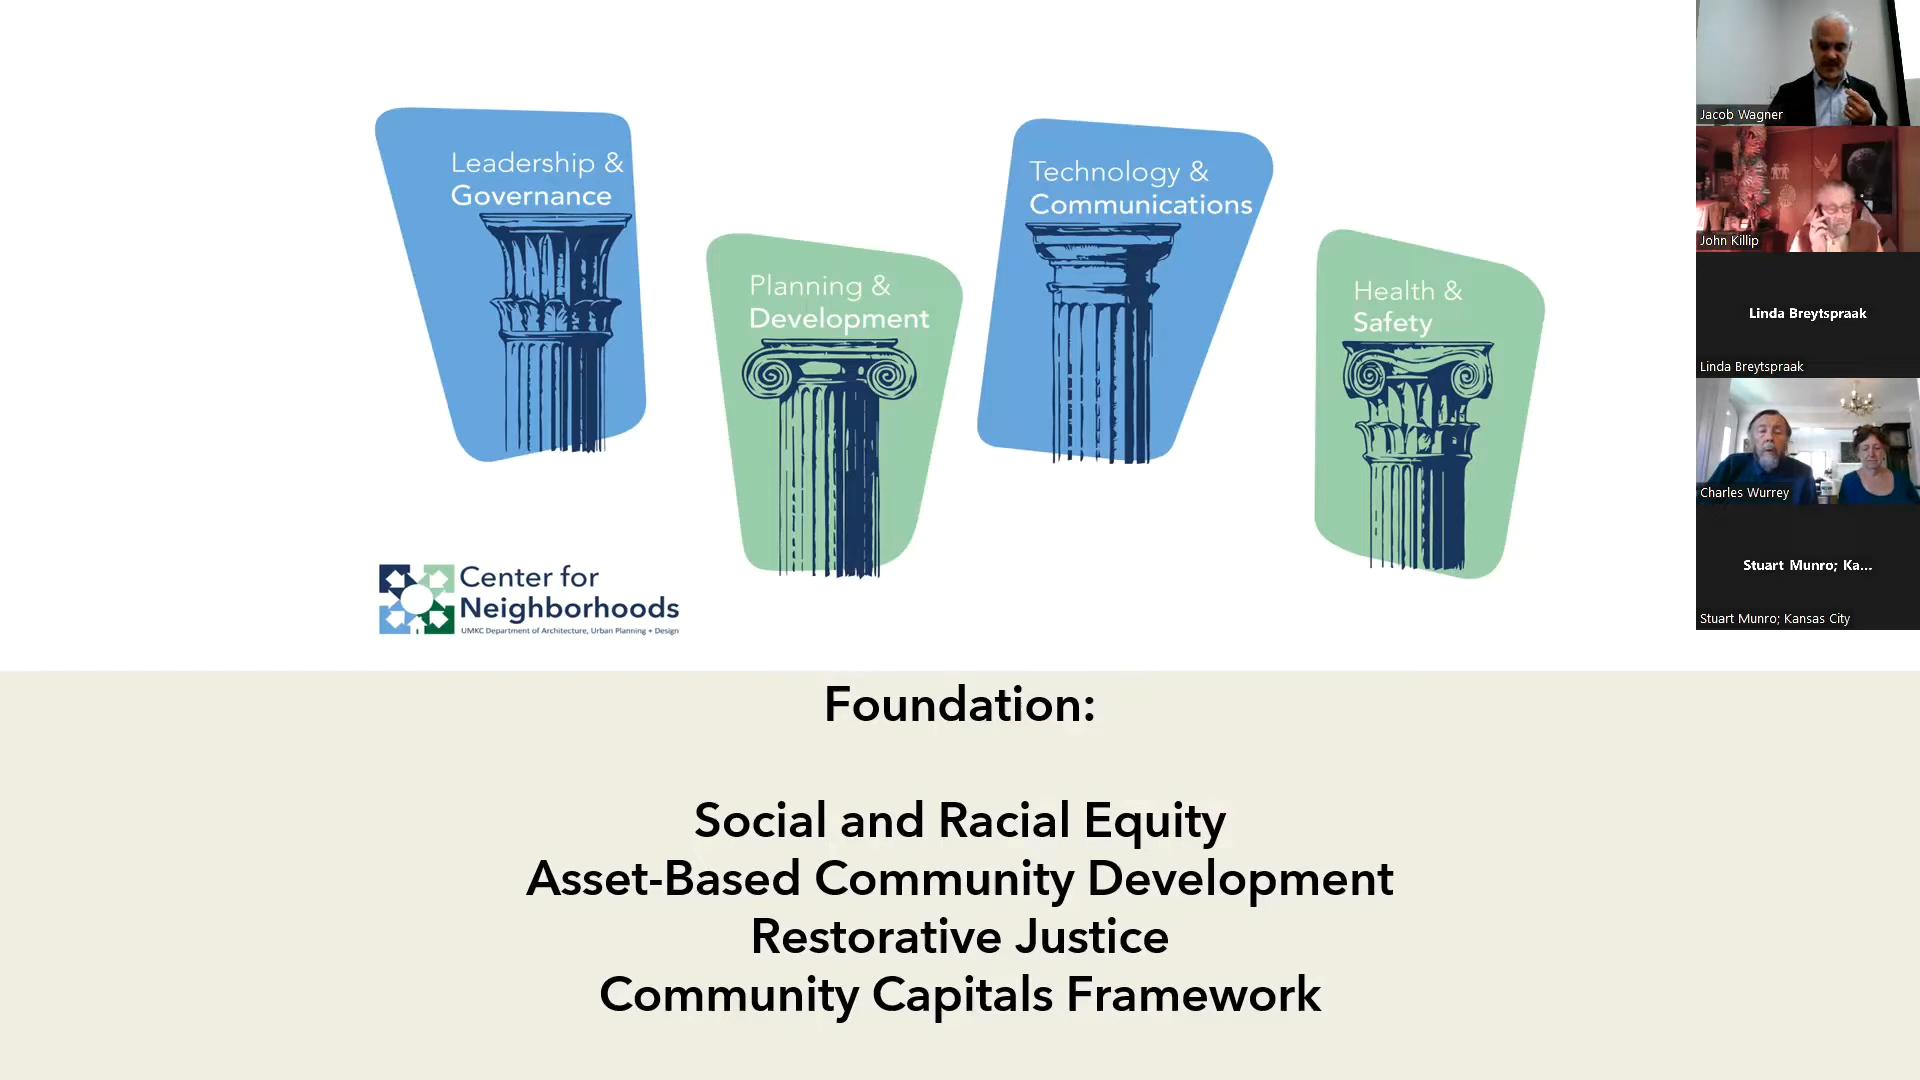 Leadership &
Governance
Technology &
Communications
Planning &
Development
Health &
Safety
Center for
Neighborhoods
UMKC Department of Architecture, Urban Planning + Design
Foundation:
Social and Racial Equity
Asset-Based Community Development
Restorative Justice
Community Capitals Framework
Jacob Wagner
John Killip
Linda Breytspraak
Linda Breytspraak
Charles Wurrey
Stuart Munro; Ka...
Stuart Munro; Kansas City